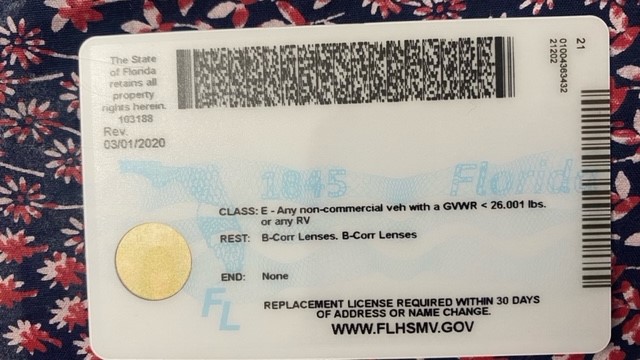 The State
of Florida
retains all
property
rights herein.
103188
Rev.
03/01/2020
21
01004363432
21202
1845 Florida
CLASS: E - Any non-commercial veh with a GVWR < 26.001 lbs.
or any RV
REST: B-Corr Lenses. B-Corr Lenses
END: None
FL
REPLACEMENT LICENSE REQUIRED WITHIN 30 DAYS
OF ADDRESS OR NAME CHANGE.
WWW.FLHSMV.GOV